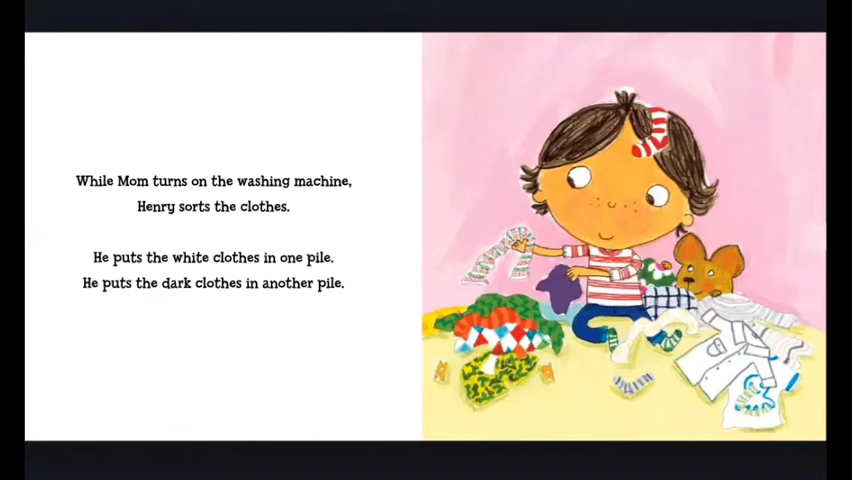 While Mom turns on the washing machine,
Henry sorts the clothes.
He puts the white clothes in one pile.
He puts the dark clothes in another pile.